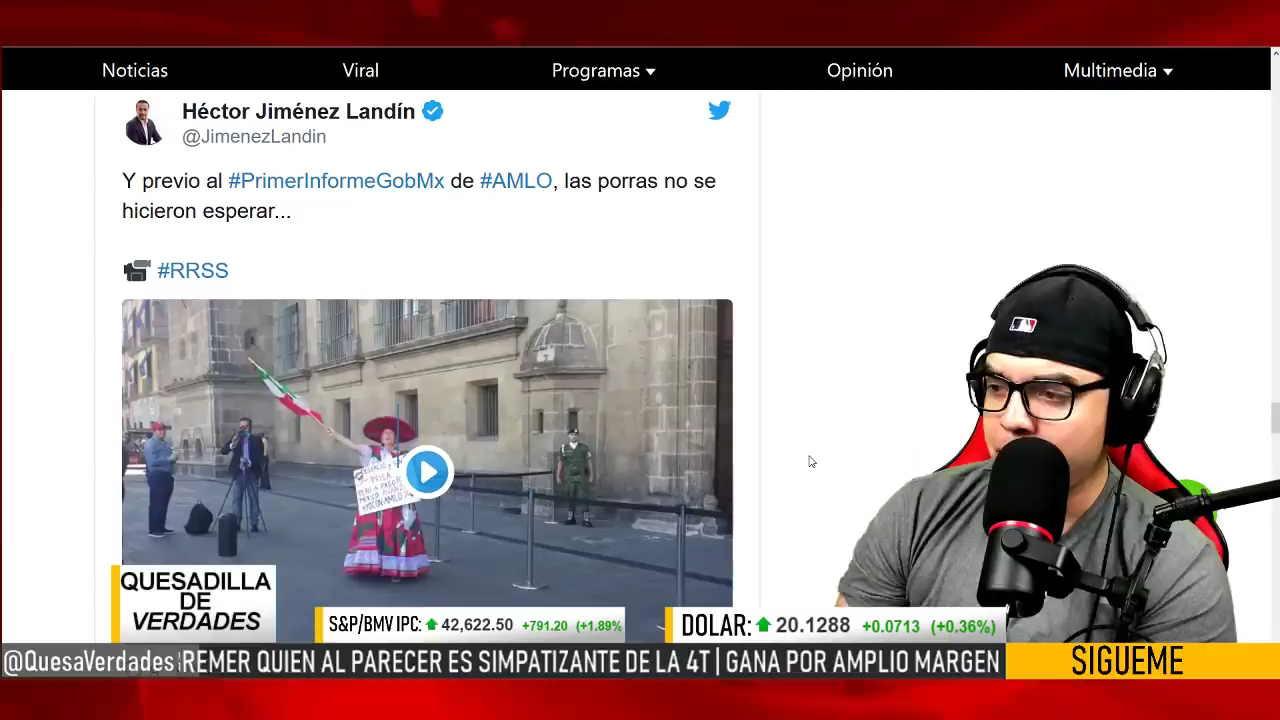 Noticias
Viral
Programas
Opinión
Multimedia
Héctor Jiménez Landín
@JimenezLandin
Y previo al #PrimerInformeGobMx de #AMLO, las porras no se
hicieron esperar...
#RRSS
QUESADILLA
DE
VERDADES
S&P/BMV IPC: 42,622.50 +791.20 (+1.89%)
DOLAR: 20.1288 +0.0713 (+0.36%)
@QuesaVerdades
REMER QUIEN AL PARECER ES SIMPATIZANTE DE LA 4T | GANA POR AMPLIO MARGEN
SIGUEME